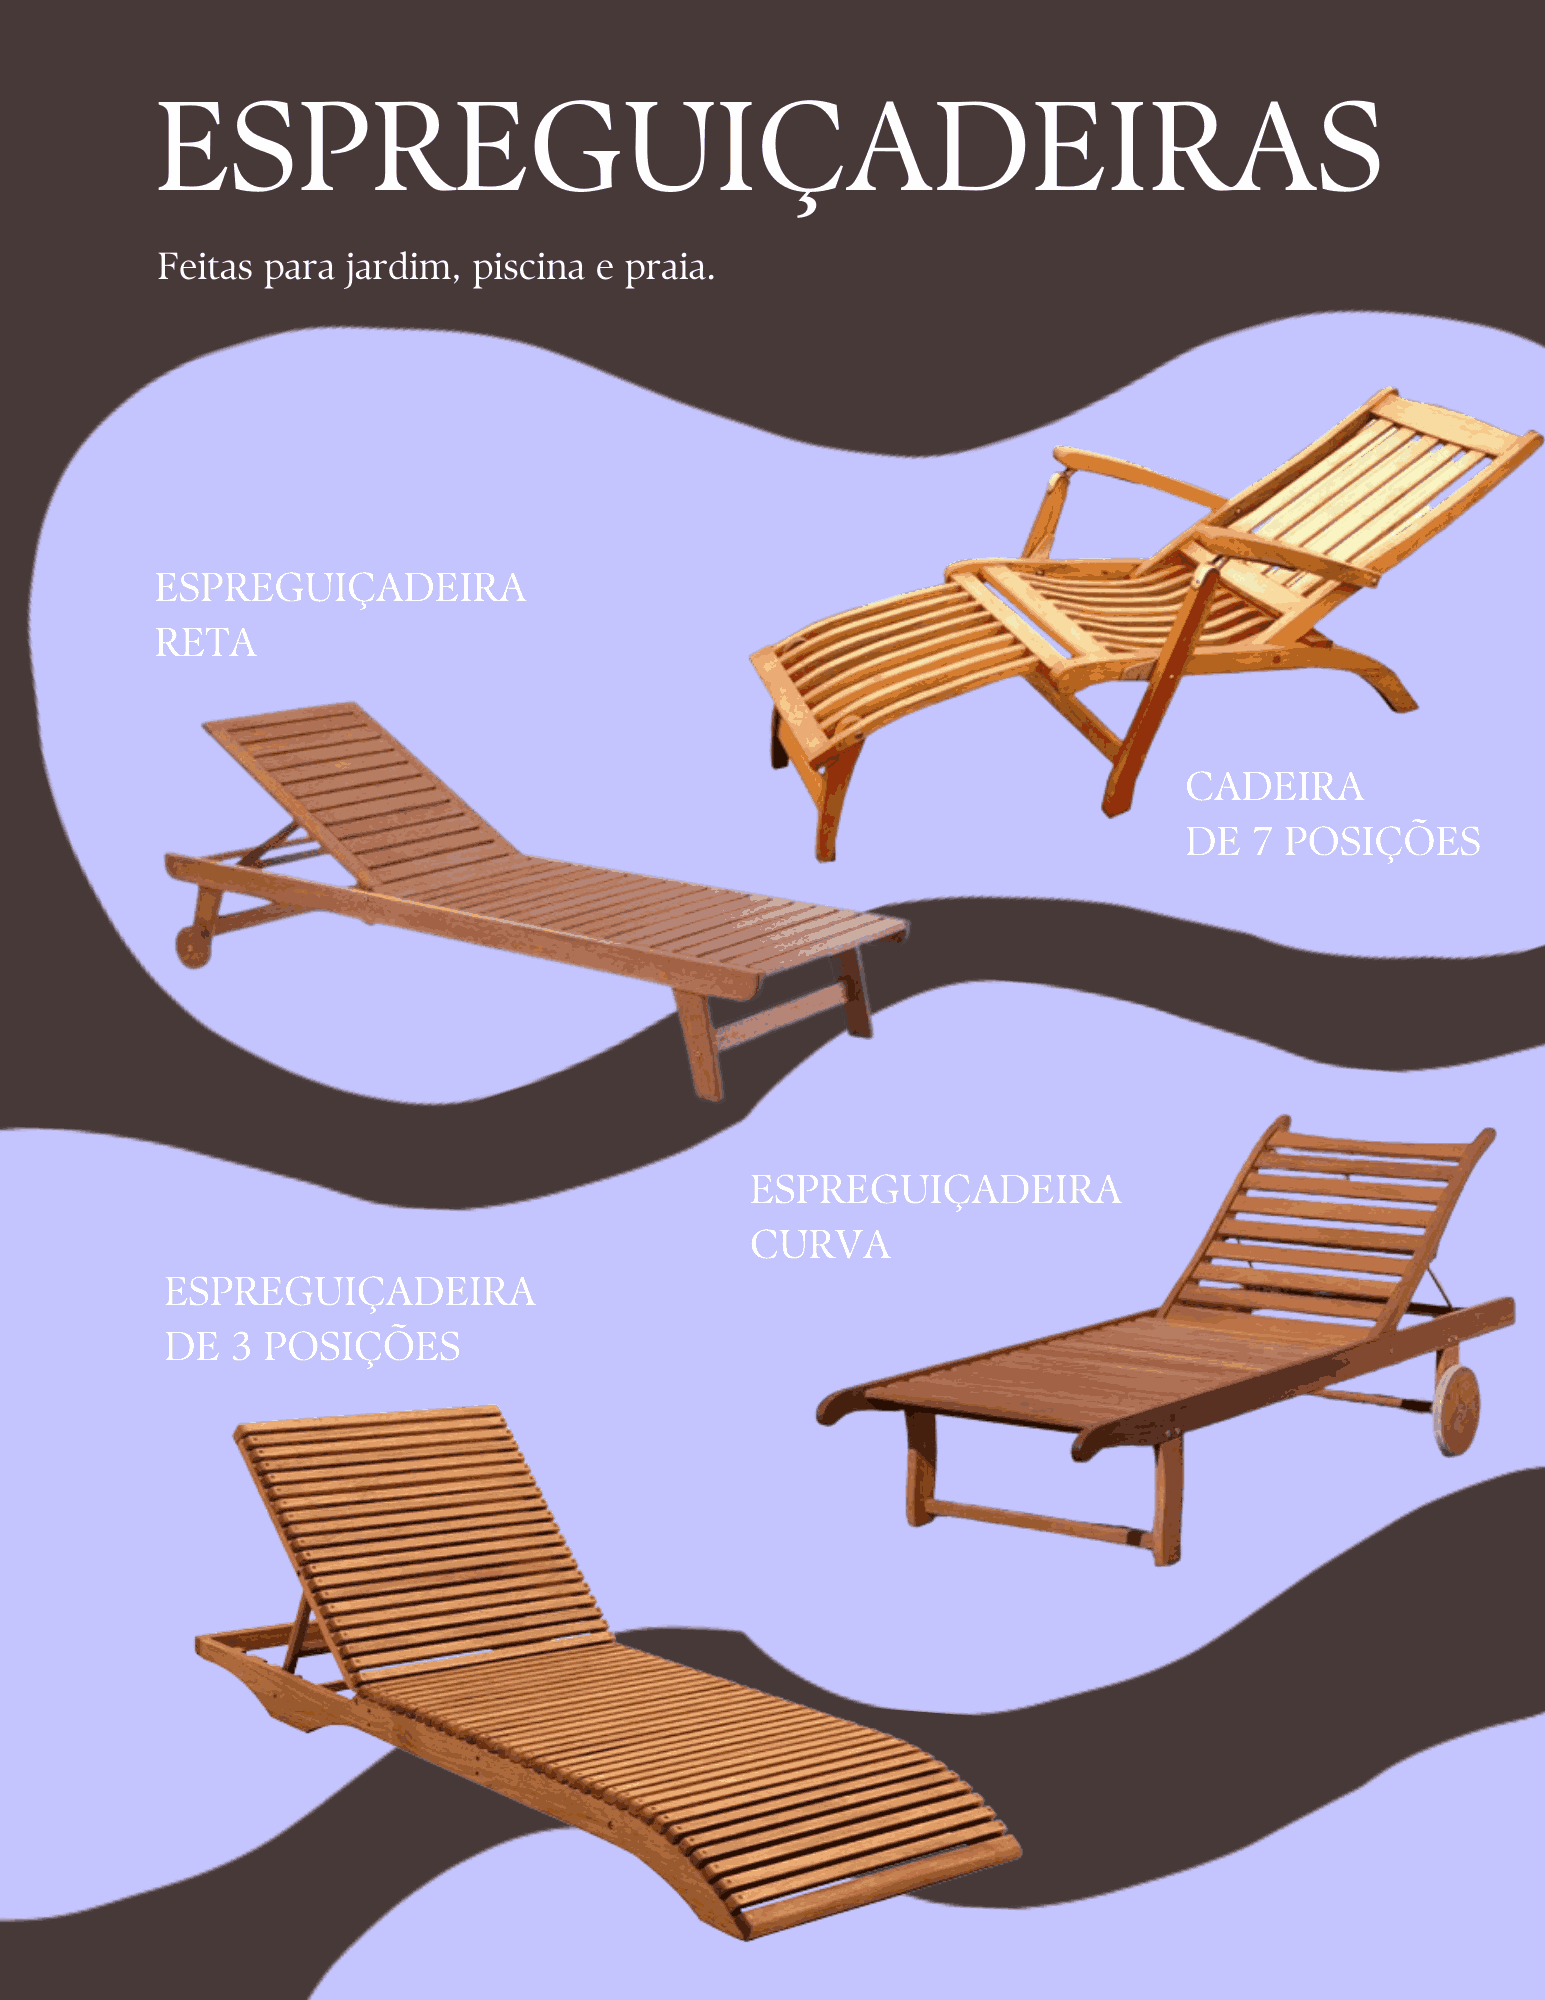 ESPREGUIÇADEIRAS
Feitas para jardim, piscina e praia.
ESPREGUIÇADEIRA
RETA
CADEIRA
DE 7 POSIÇÕES
ESPREGUIÇADEIRA
CURVA
ESPREGUIÇADEIRA
DE 3 POSIÇÕES